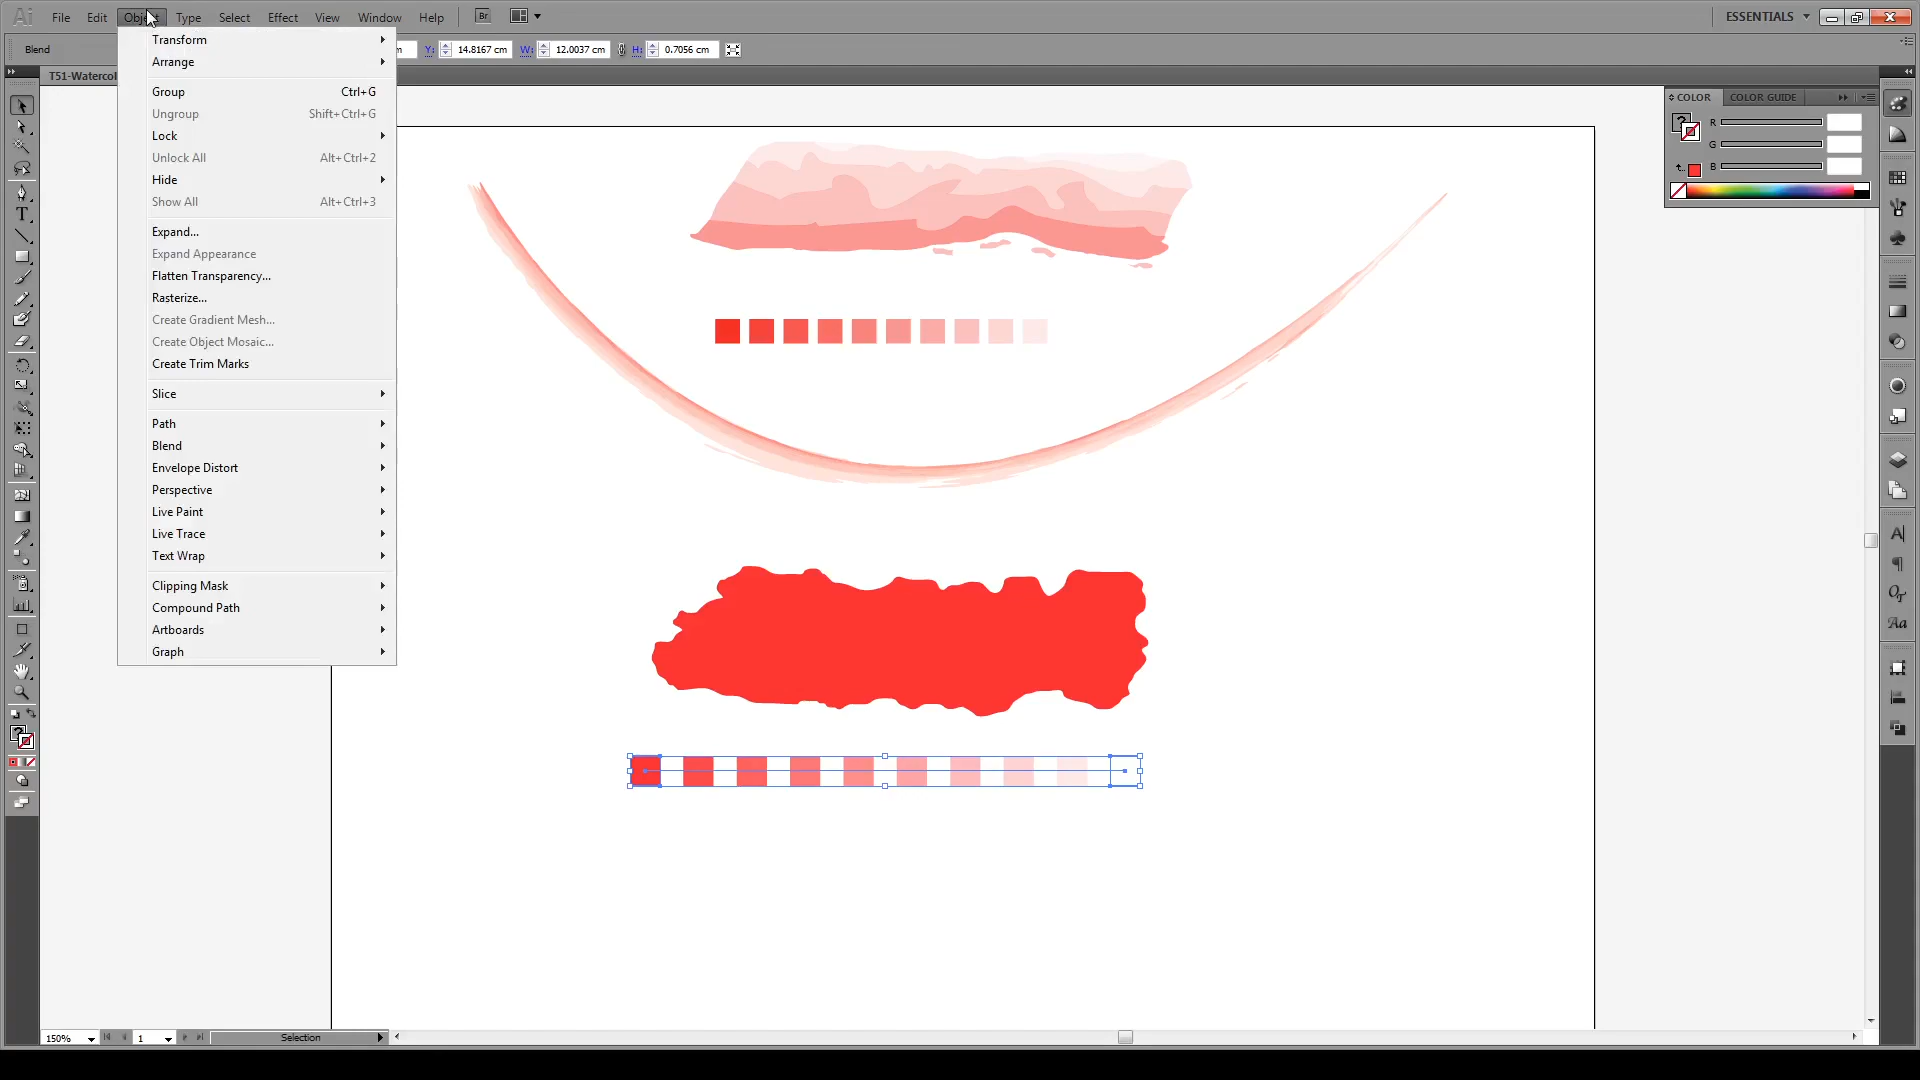 Ai File Edit Object Type Select Effect View Window Help Br ESSENTIALS
Blend Y: 14.8167 cm W: 12.0037 cm H: 0.7056 cm
T51-Watercol
Transform
Arrange
Group Ctrl+G
Ungroup Shift+Ctrl+G
Lock
Unlock All Alt+Ctrl+2
Hide
Show All Alt+Ctrl+3
Expand...
Expand Appearance
Flatten Transparency...
Rasterize...
Create Gradient Mesh...
Create Object Mosaic...
Create Trim Marks
Slice
Path
Blend
Envelope Distort
Perspective
Live Paint
Live Trace
Text Wrap
Clipping Mask
Compound Path
Artboards
Graph
COLOR COLOR GUIDE
R
G
B
150% 1 Selection